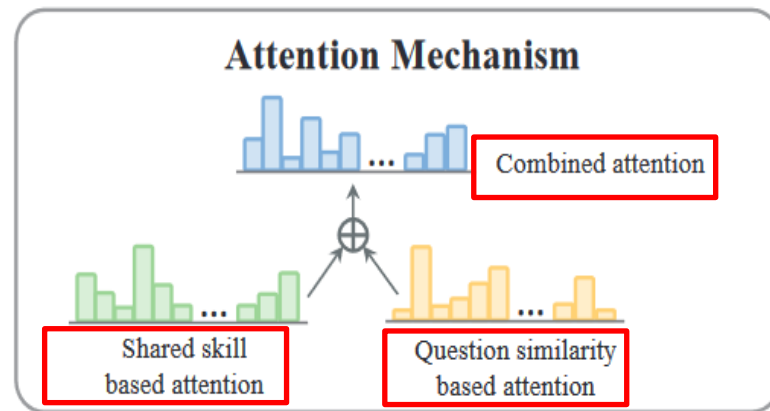 Attention Mechanism
...
Combined attention
...
...
Shared skill
based attention
Question similarity
based attention